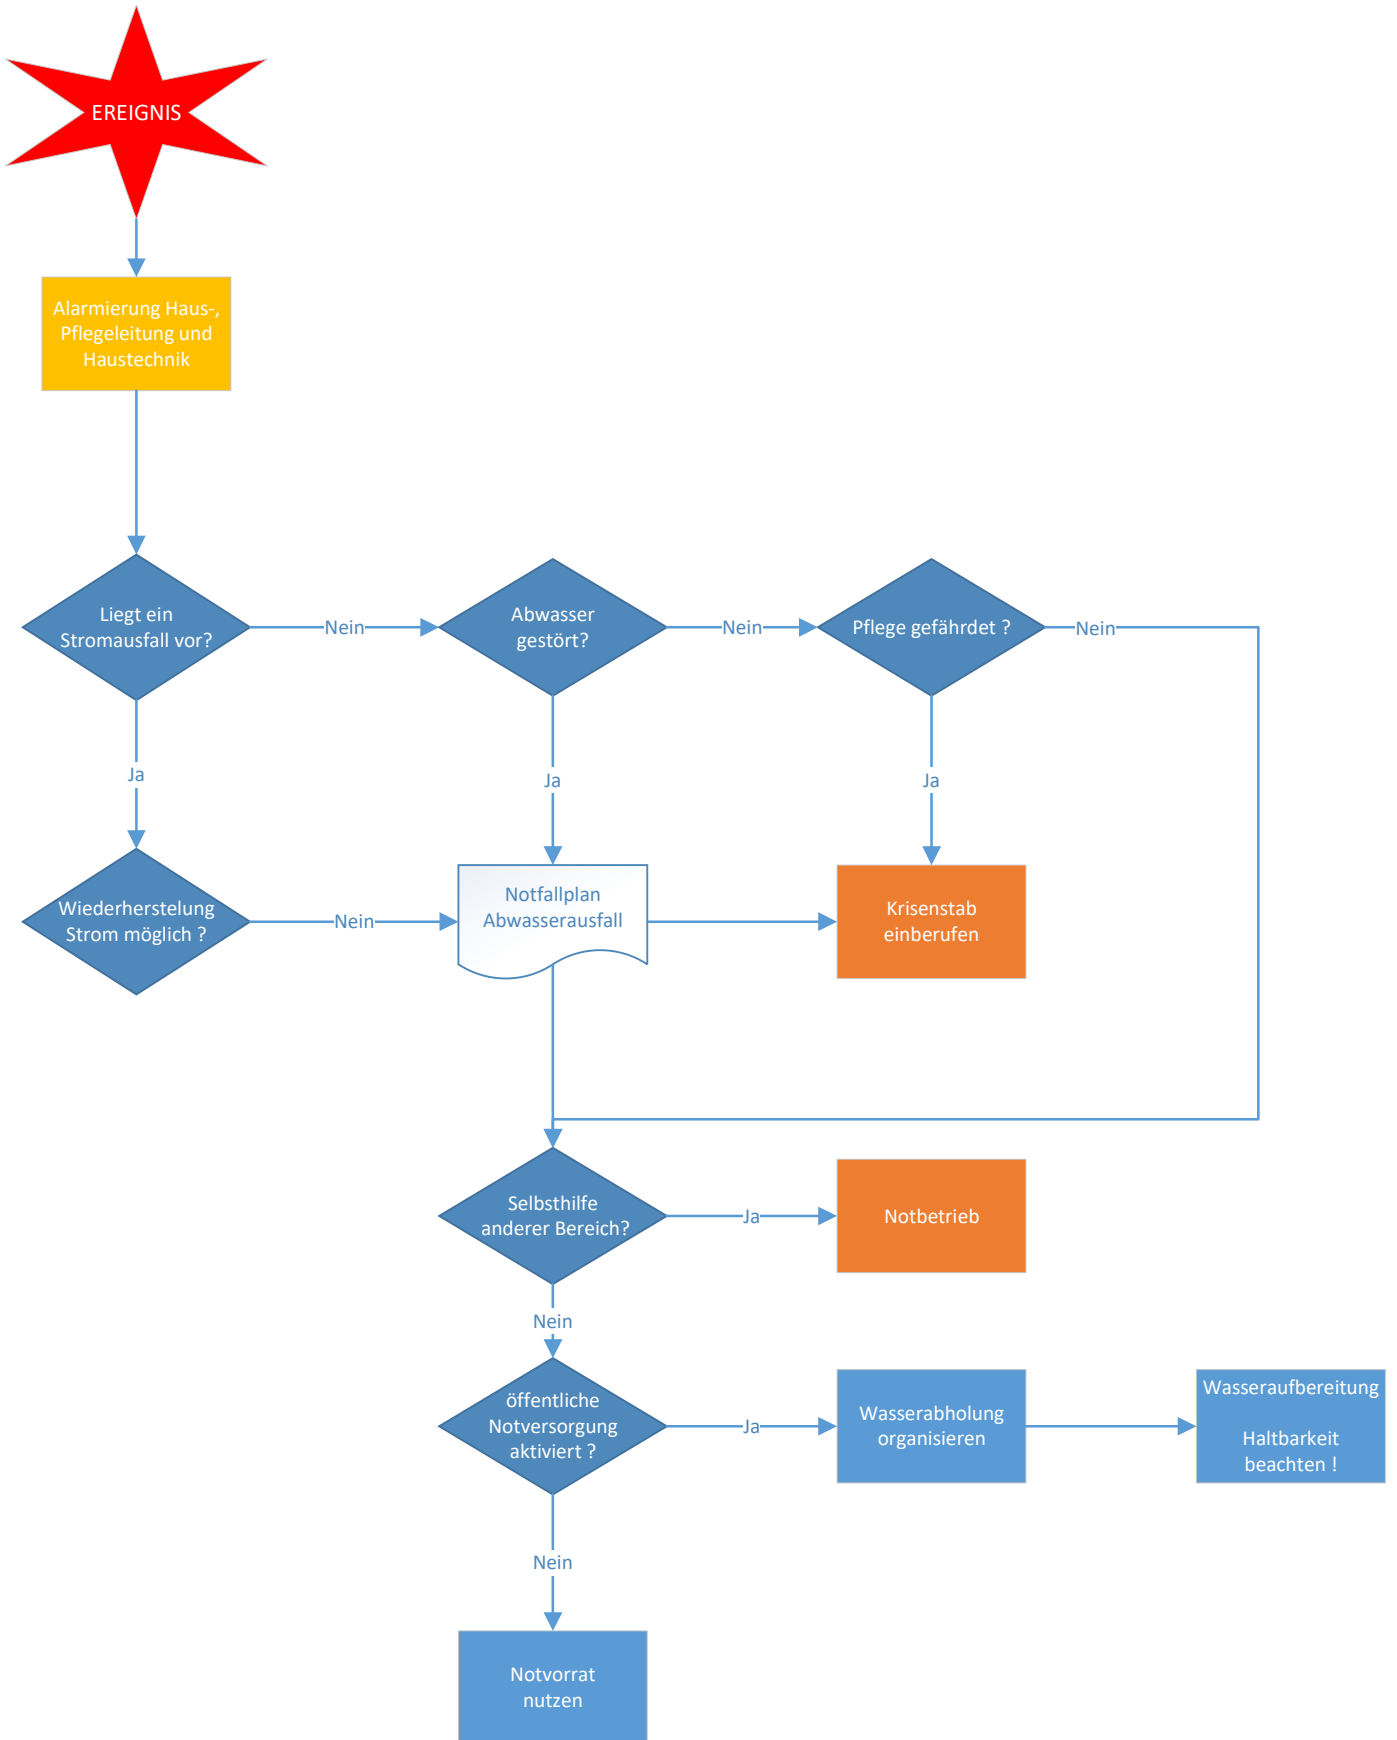 EREIGNIS
Alarmierung Haus-,
Pflegeleitung und
Haustechnik
Liegt ein
Stromausfall vor?
Nein
Abwasser
gestört?
Nein
Pflege gefährdet ?
Nein
Ja
Ja
Ja
Wiederherstelung
Strom möglich ?
Nein
Notfallplan
Abwasserausfall
Krisenstab
einberufen
Selbsthilfe
anderer Bereich?
Ja
Notbetrieb
Nein
öffentliche
Notversorgung
aktiviert ?
Ja
Wasserabholung
organisieren
Wasseraufbereitung
Haltbarkeit
beachten !
Nein
Notvorrat
nutzen